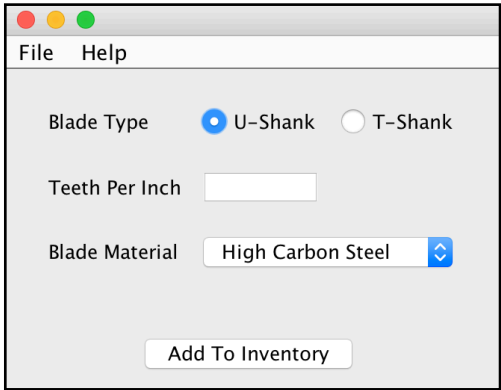 File Help
Blade Type U-Shank T-Shank
Teeth Per Inch
Blade Material High Carbon Steel
Add To Inventory